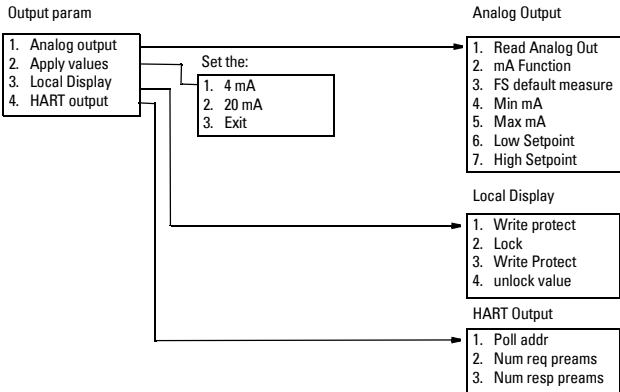 Output param
1. Analog output
2. Apply values
3. Local Display
4. HART output
Set the:
1. 4 mA
2. 20 mA
3. Exit
Analog Output
1. Read Analog Out
2. mA Function
3. FS default measure
4. Min mA
5. Max mA
6. Low Setpoint
7. High Setpoint
Local Display
1. Write protect
2. Lock
3. Write Protect
4. unlock value
HART Output
1. Poll addr
2. Num req preams
3. Num resp preams